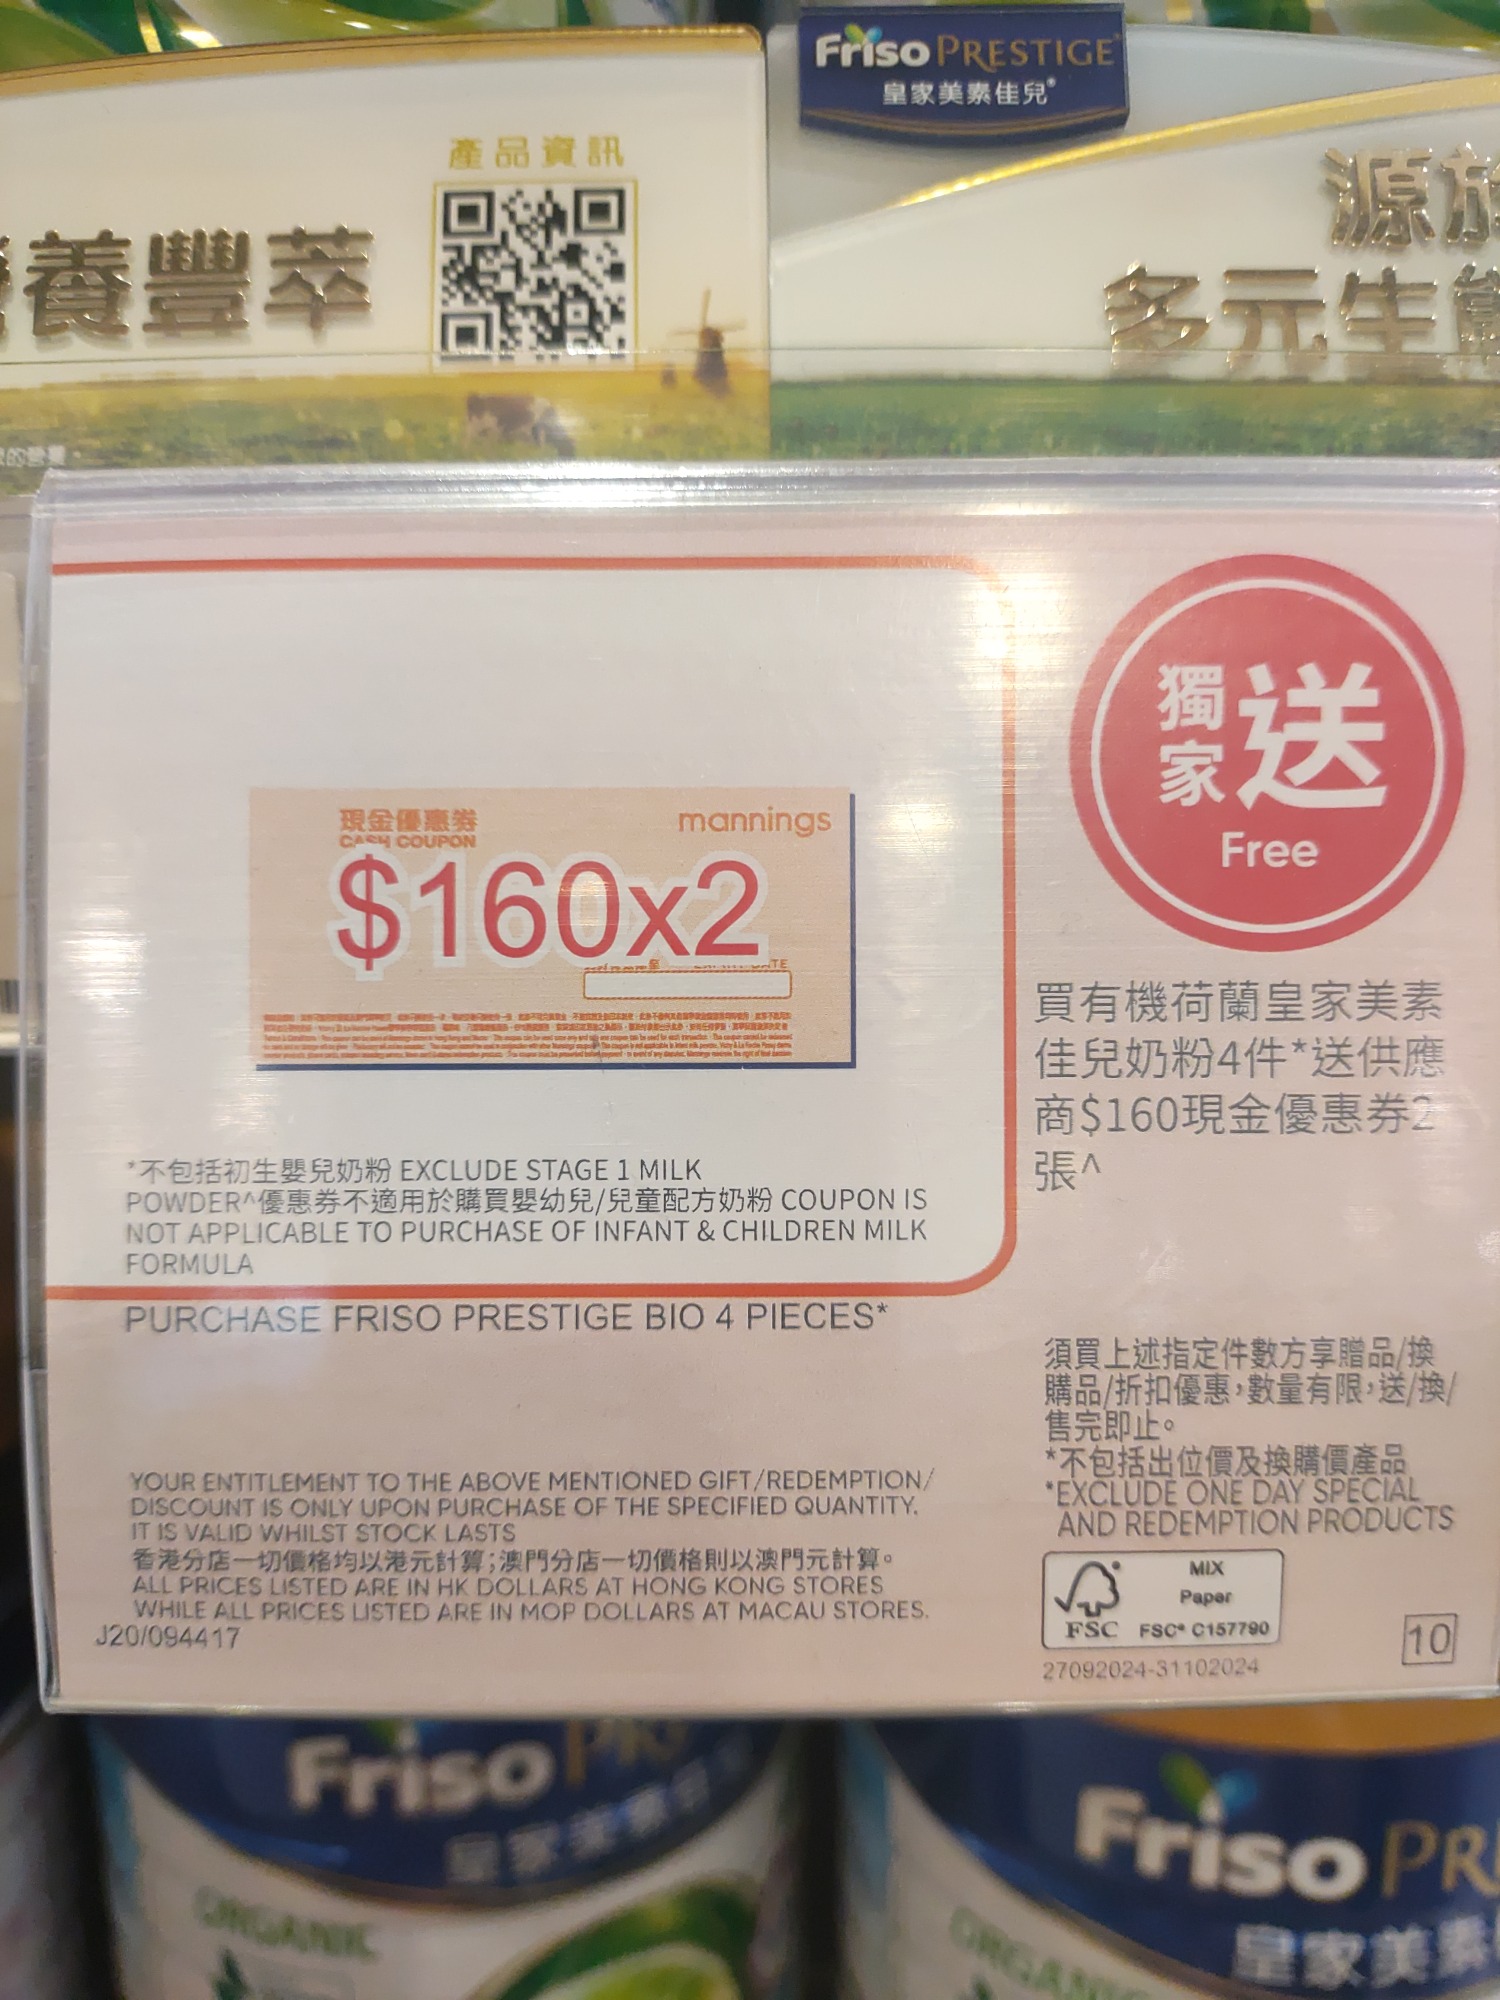 Friso PRESTIGE
皇家美素佳兒
產品資訊
養豐萃
源於
多元生
獨家送
Free
現金優惠券
mannings
CASH COUPON
$160x2
買有機荷蘭皇家美素
佳兒奶粉4件*送供應
商$160現金優惠券2
張^
*不包括初生嬰兒奶粉 EXCLUDE STAGE 1 MILK
POWDER^優惠券不適用於購買嬰幼兒/兒童配方奶粉 COUPON IS
NOT APPLICABLE TO PURCHASE OF INFANT & CHILDREN MILK
FORMULA
PURCHASE FRISO PRESTIGE BIO 4 PIECES*
須買上述指定件數方享贈品/換
購品/折扣優惠,數量有限,送/換/
售完即止。
*不包括出位價及換購價產品
*EXCLUDE ONE DAY SPECIAL
AND REDEMPTION PRODUCTS
YOUR ENTITLEMENT TO THE ABOVE MENTIONED GIFT/REDEMPTION/
DISCOUNT IS ONLY UPON PURCHASE OF THE SPECIFIED QUANTITY.
IT IS VALID WHILST STOCK LASTS
香港分店一切價格均以港元計算;澳門分店一切價格則以澳門元計算。
ALL PRICES LISTED ARE IN HK DOLLARS AT HONG KONG STORES
WHILE ALL PRICES LISTED ARE IN MOP DOLLARS AT MACAU STORES.
J20/094417
MIX
Paper
FSC
FSC® C157790
10
27092024-31102024
Friso PR
皇家美素
ORGANIC
Friso PR
皇家美素
ORGANIC